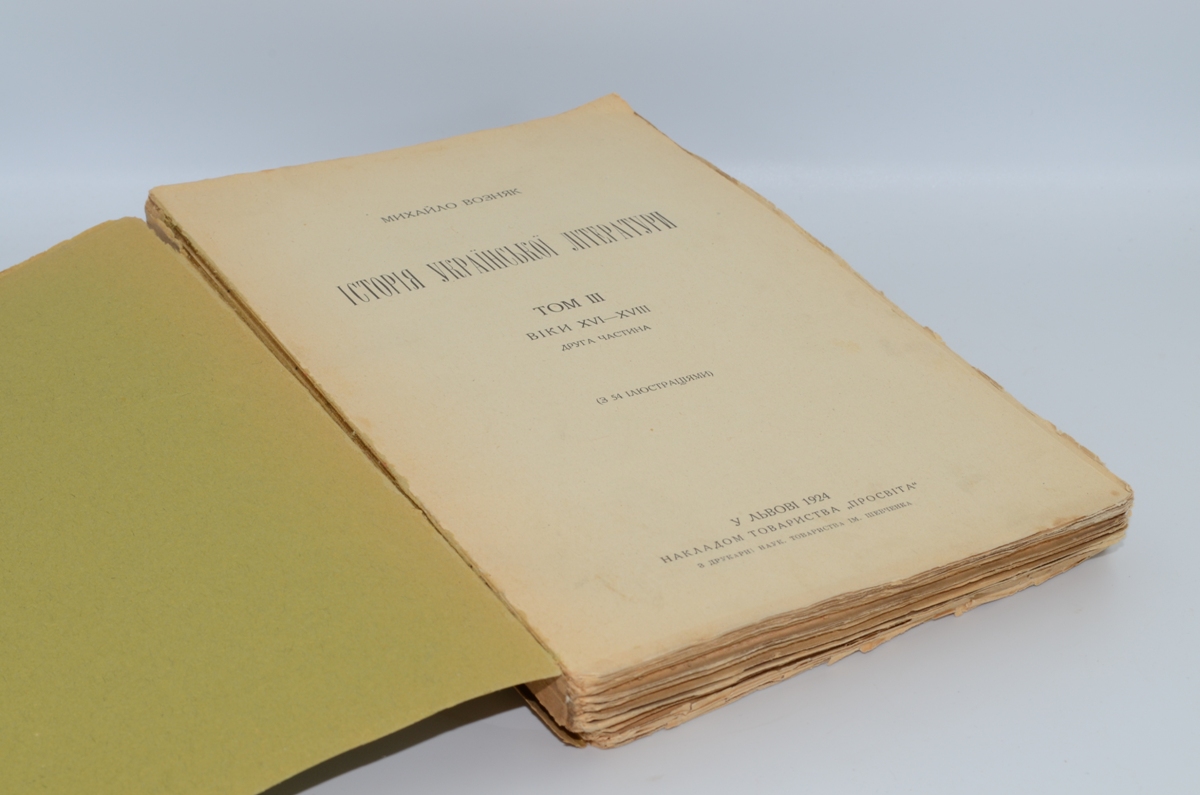 МИХАЙЛО ВОЗНЯК
ІСТОРІЯ УКРАЇНСЬКОЇ ЛІТЕРАТУРИ
ТОМ III
ВІКИ XVI—XVIII
ДРУГА ЧАСТИНА
(З 54 ІЛЮСТРАЦІЯМИ)
У ЛЬВОВІ 1924
НАКЛАДОМ ТОВАРИСТВА „ПРОСВІТА"
З ДРУКАРНІ НАУК. ТОВАРИСТВА ІМ. ШЕВЧЕНКА